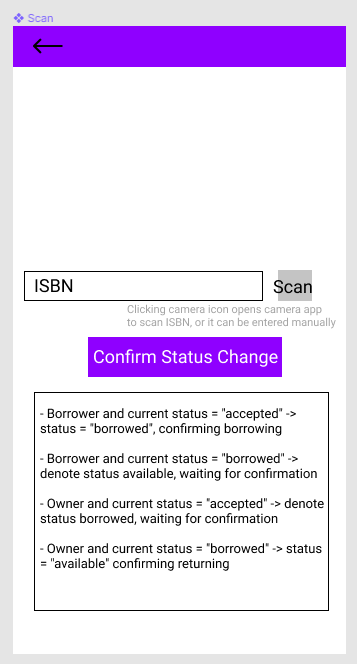 Scan
ISBN
Scan
Clicking camera icon opens camera app
to scan ISBN, or it can be entered manually
Confirm Status Change
- Borrower and current status = "accepted" ->
status = "borrowed", confirming borrowing
- Borrower and current status = "borrowed" ->
denote status available, waiting for confirmation
- Owner and current status = "accepted" -> denote
status borrowed, waiting for confirmation
- Owner and current status = "borrowed" -> status
= "available" confirming returning